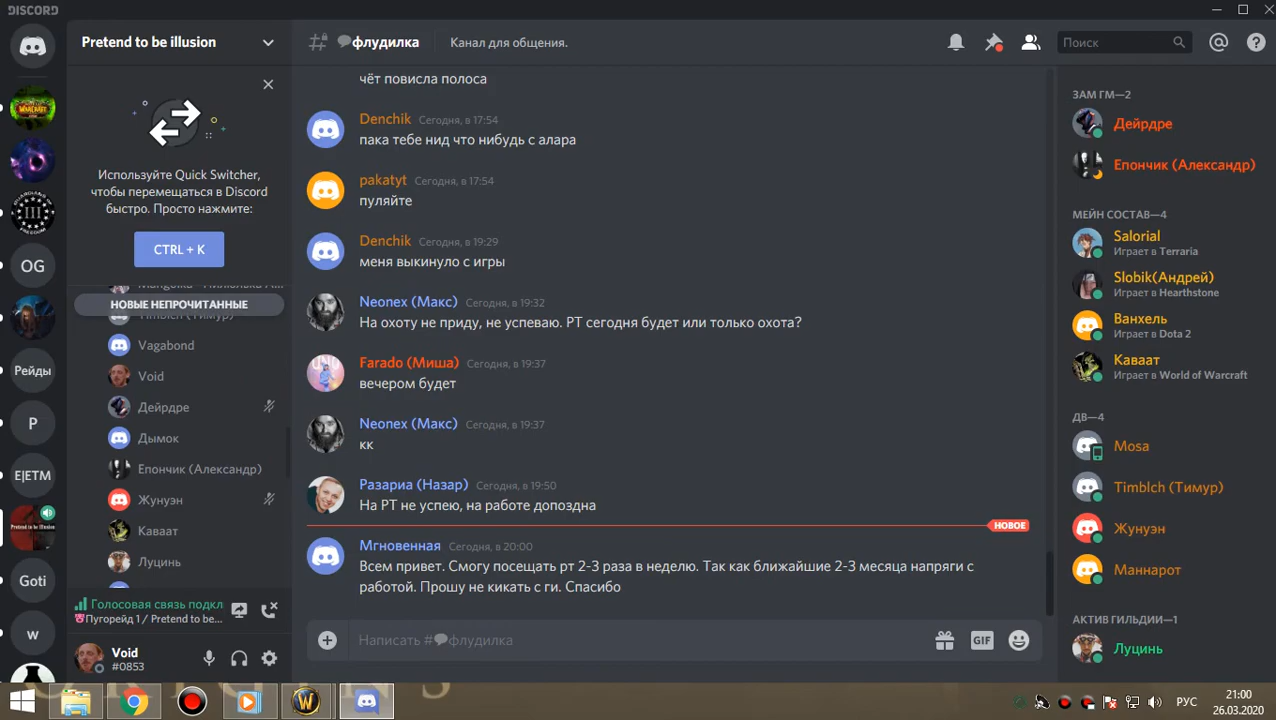 DISCORD
Pretend to be illusion
Используйте Quick Switcher,
чтобы перемещаться в Discord
быстро. Просто нажмите:
CTRL + K
НОВЫЕ НЕПРОЧИТАННЫЕ
Timblch (Тимур)
Vagabond
Void
Дейрдре
Дымок
Епончик (Александр)
Жунуэн
Каваат
Луцинь
Голосовая связь подкл
Пугорейд 1 / Pretend to be...
Void
#0853
OG
Рейды
P
E|ETM
Pretend to be illusion
Goti
w
флудилка
Канал для общения.
Поиск
чёт повисла полоса
Denchik Сегодня, в 17:54
пака тебе нид что нибудь с алара
pakatyt Сегодня, в 17:54
пуляйте
Denchik Сегодня, в 19:29
меня выкинуло с игры
Neonex (Макс) Сегодня, в 19:32
На охоту не приду, не успеваю. РТ сегодня будет или только охота?
Farado (Миша) Сегодня, в 19:37
вечером будет
Neonex (Макс) Сегодня, в 19:37
кк
Разариа (Назар) Сегодня, в 19:50
На РТ не успею, на работе допоздна
НОВОЕ
Мгновенная Сегодня, в 20:00
Всем привет. Смогу посещать рт 2-3 раза в неделю. Так как ближайшие 2-3 месяца напряги с
работой. Прошу не кикать с ги. Спасибо
Написать #флудилка
GIF
ЗАМ ГМ—2
Дейрдре
Епончик (Александр)
МЕЙН СОСТАВ—4
Salorial
Играет в Terraria
Slobik(Андрей)
Играет в Hearthstone
Ванхель
Играет в Dota 2
Каваат
Играет в World of Warcraft
ДВ—4
Mosa
Timblch (Тимур)
Жунуэн
Маннарот
АКТИВ ГИЛЬДИИ—1
Луцинь
РУС
21:00
26.03.2020